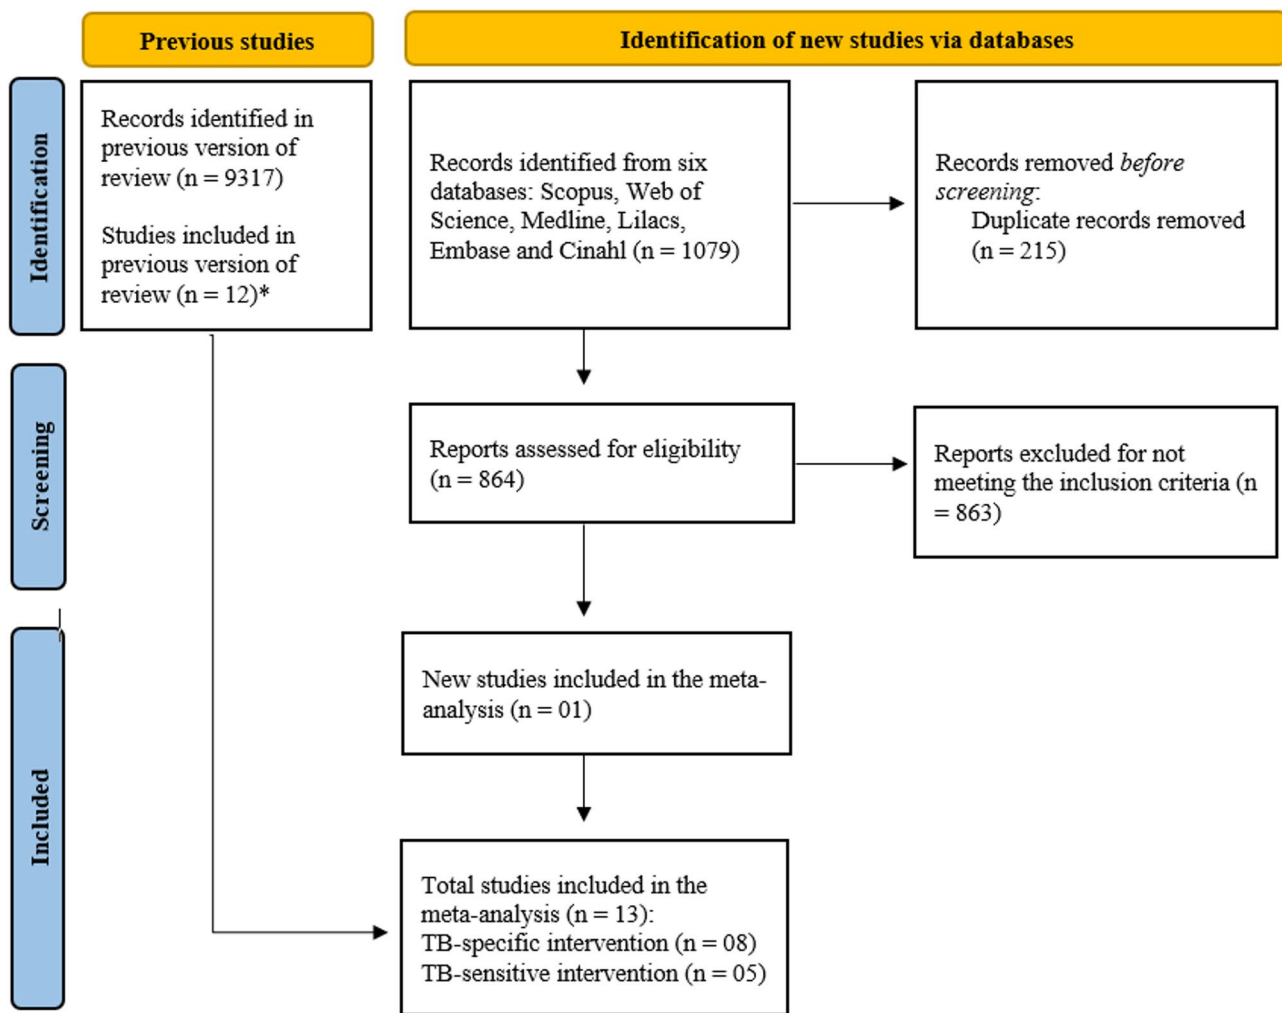 Previous studies
Identification of new studies via databases
Identification
Records identified in
previous version of
review (n = 9317)
Studies included in
previous version of
review (n = 12)*
Records identified from six
databases: Scopus, Web of
Science, Medline, Lilacs,
Embase and Cinahl (n = 1079)
Records removed before
screening:
Duplicate records removed
(n = 215)
Screening
Reports assessed for eligibility
(n = 864)
Reports excluded for not
meeting the inclusion criteria (n
= 863)
Included
New studies included in the meta-
analysis (n = 01)
Total studies included in the
meta-analysis (n = 13):
TB-specific intervention (n = 08)
TB-sensitive intervention (n = 05)